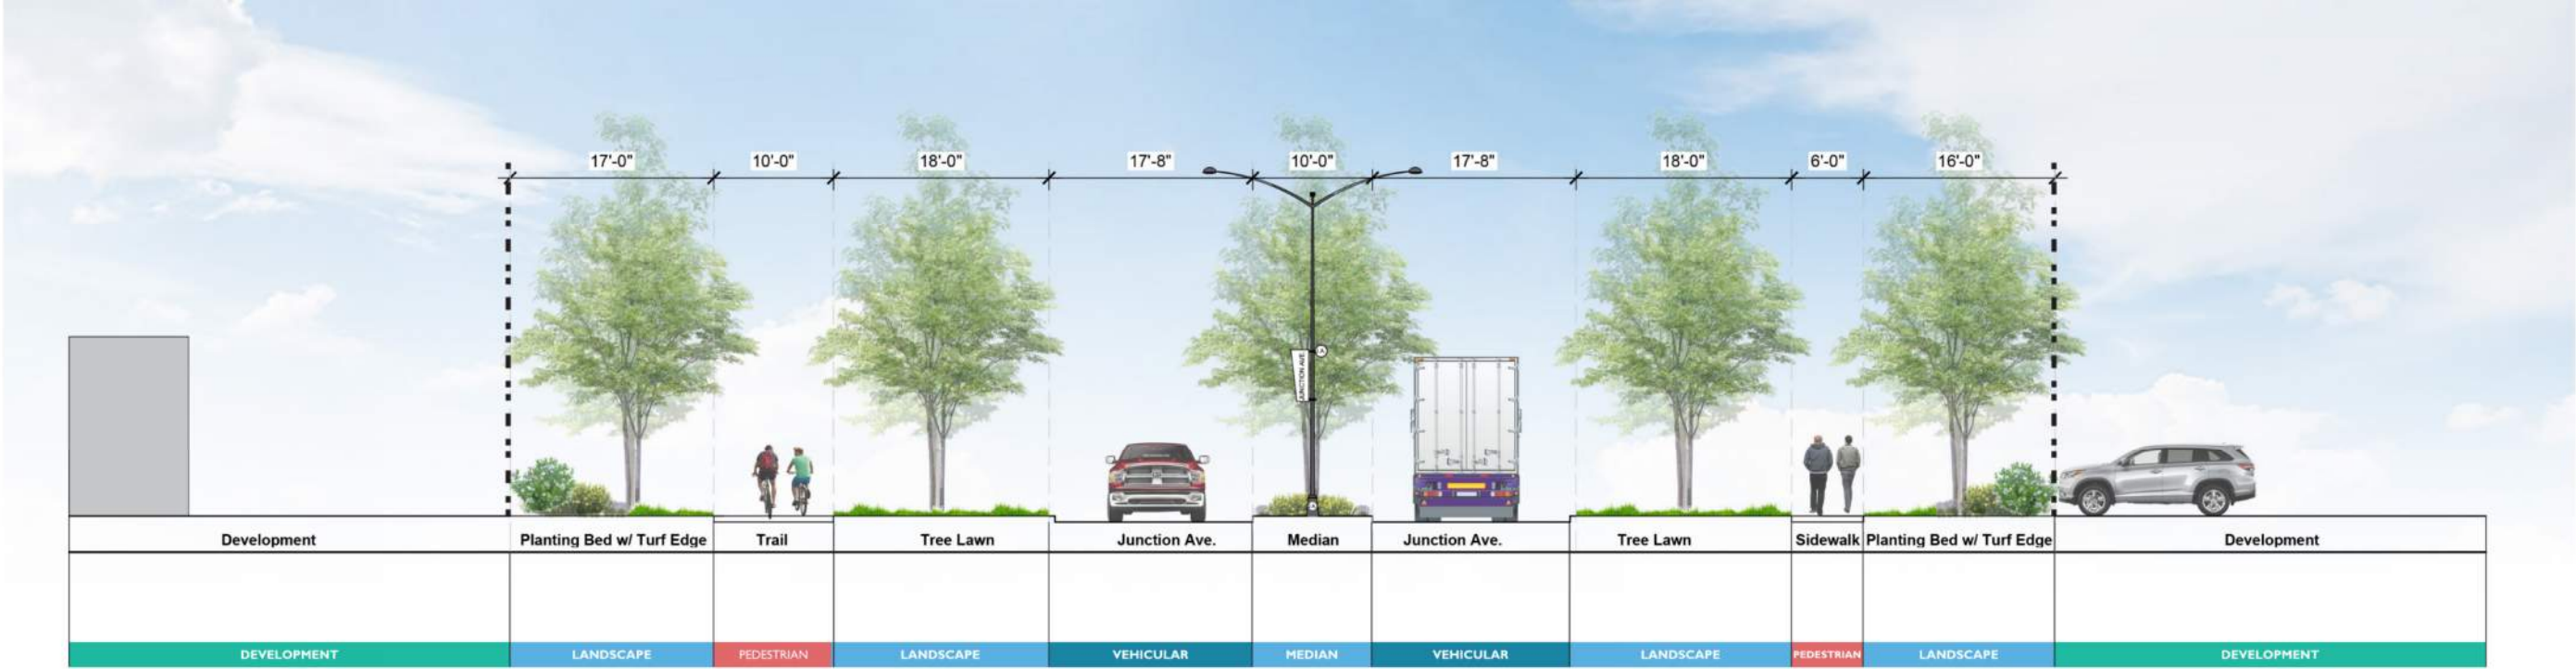 17'-0" 10'-0" 18'-0" 17'-8" 10'-0" 17'-8" 18'-0" 6'-0" 16'-0"
JUNCTION AVE.
Development Planting Bed w/ Turf Edge Trail Tree Lawn Junction Ave. Median Junction Ave. Tree Lawn Sidewalk Planting Bed w/ Turf Edge Development
DEVELOPMENT LANDSCAPE PEDESTRIAN LANDSCAPE VEHICULAR MEDIAN VEHICULAR LANDSCAPE PEDESTRIAN LANDSCAPE DEVELOPMENT